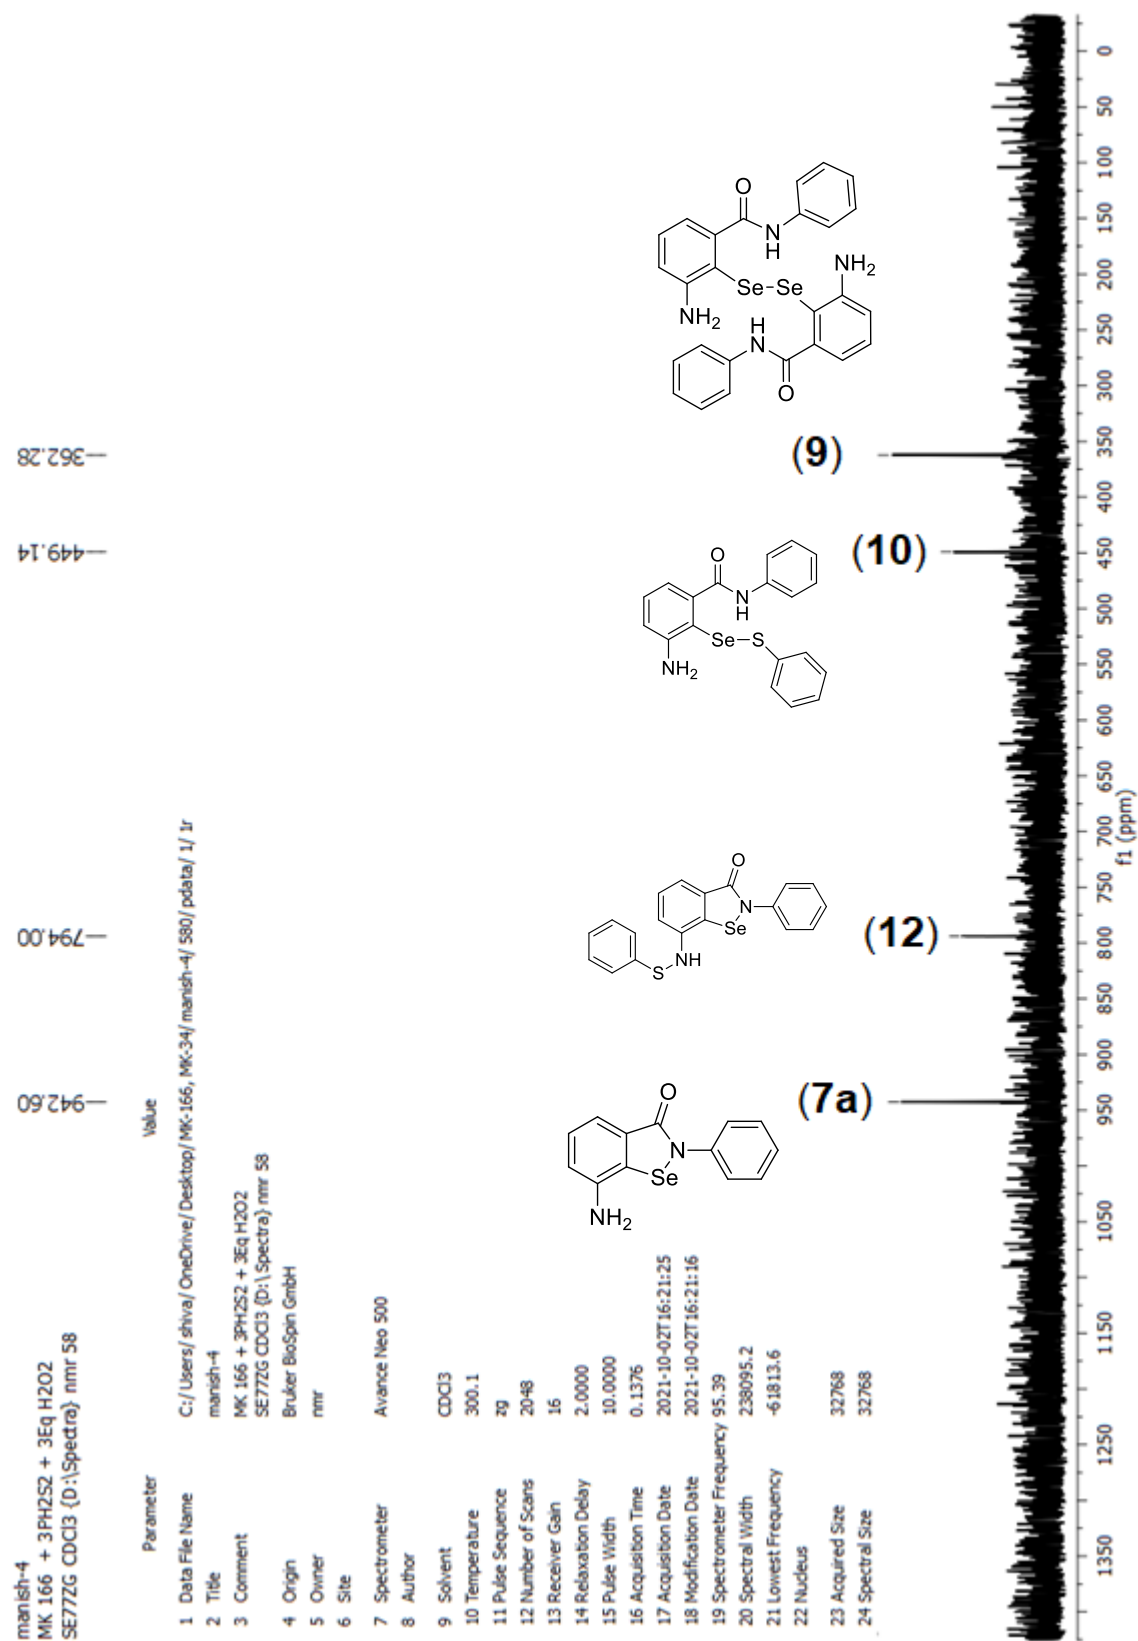 manish-4
MK 166 + 3PH2S2 + 3Eq H2O2
SE77ZG CDCl3 {D:\Spectra} nmr 58
Parameter Value
1 Data File Name C:/ Users/ shiva/ OneDrive/ Desktop/ MK-166, MK-34/ manish-4/ 580/ pdata/ 1/ 1r
2 Title manish-4
3 Comment MK 166 + 3PH2S2 + 3Eq H2O2
SE77ZG CDCl3 {D:\Spectra} nmr 58
4 Origin Bruker BioSpin GmbH
5 Owner nmr
6 Site
7 Spectrometer Avance Neo 500
8 Author
9 Solvent CDCl3
10 Temperature 300.1
11 Pulse Sequence zg
12 Number of Scans 2048
13 Receiver Gain 16
14 Relaxation Delay 2.0000
15 Pulse Width 10.0000
16 Acquisition Time 0.1376
17 Acquisition Date 2021-10-02T16:21:25
18 Modification Date 2021-10-02T16:21:16
19 Spectrometer Frequency 95.39
20 Spectral Width 238095.2
21 Lowest Frequency -61813.6
22 Nucleus
23 Acquired Size 32768
24 Spectral Size 32768
942.60
794.00
449.14
362.28
O
N
H
Se-Se
NH2
NH2
H
N
O
(9)
O
N
H
Se-S
NH2
(10)
O
N
Se
NH
S
(12)
O
N
Se
NH2
(7a)
1350 1250 1150 1050 950 900 850 800 750 700 650 600 550 500 450 400 350 300 250 200 150 100 50 0
f1 (ppm)